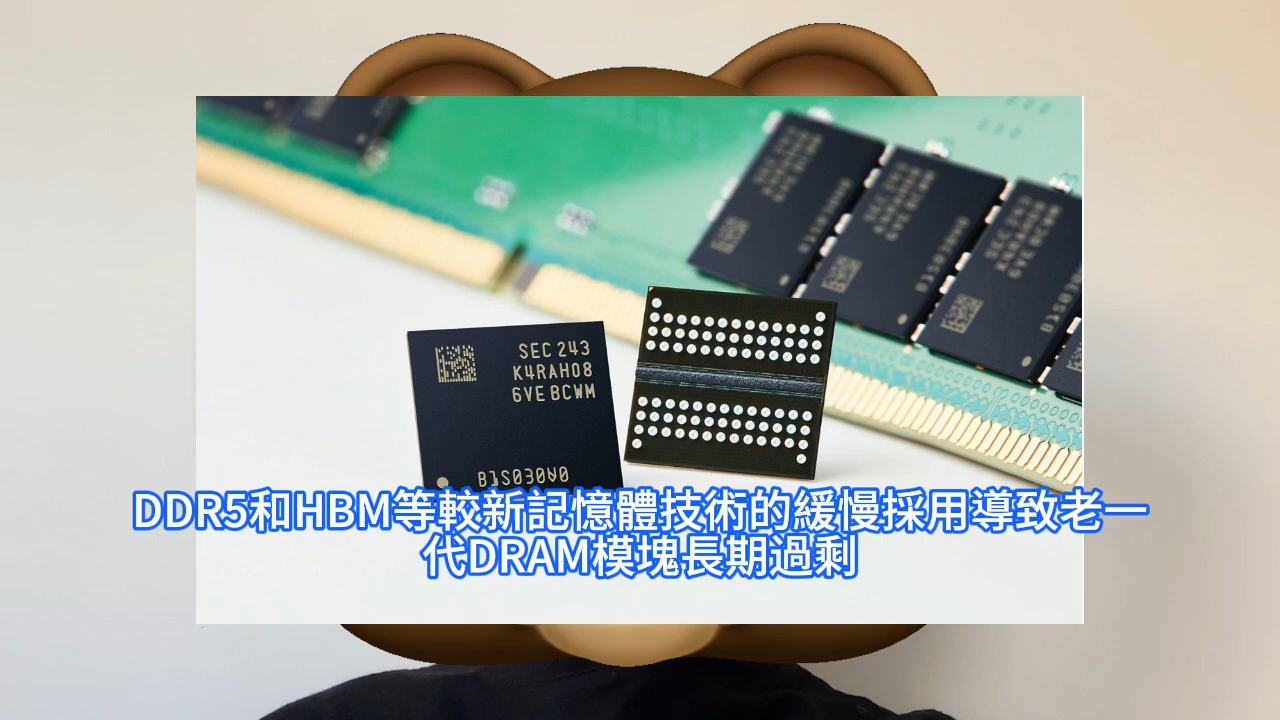 SEC 243
K4RAH08
6VE BCWM
B1S030V0
DDR5和HBM等較新記憶體技術的緩慢採用導致老一
代DRAM模塊長期過剩